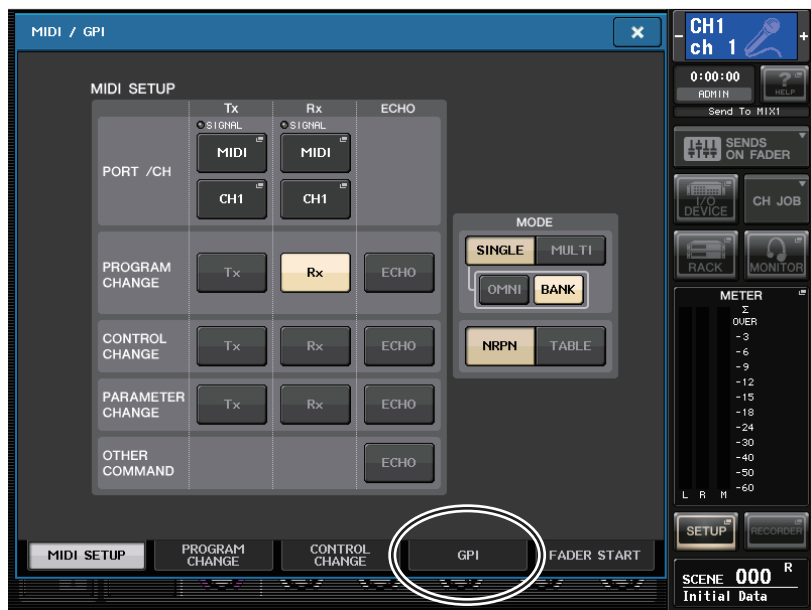 MIDI / GPI
MIDI SETUP
Tx Rx ECHO
SIGNAL SIGNAL
PORT /CH
MIDI MIDI
CH1 CH1
PROGRAM
CHANGE
Tx Rx ECHO
CONTROL
CHANGE
Tx Rx ECHO
PARAMETER
CHANGE
Tx Rx ECHO
OTHER
COMMAND
ECHO
MODE
SINGLE MULTI
OMNI BANK
NRPN TABLE
MIDI SETUP
PROGRAM
CHANGE
CONTROL
CHANGE
GPI
FADER START
CH1
- ch 1 +
0:00:00
ADMIN
?
HELP
Send To MIX1
SENDS
ON FADER
I/O
DEVICE
CH JOB
RACK
MONITOR
METER
Σ
OVER
-3
-6
-9
-12
-15
-18
-24
-30
-40
-50
-60
L R M
SETUP
RECORDER
SCENE 000 R
Initial Data